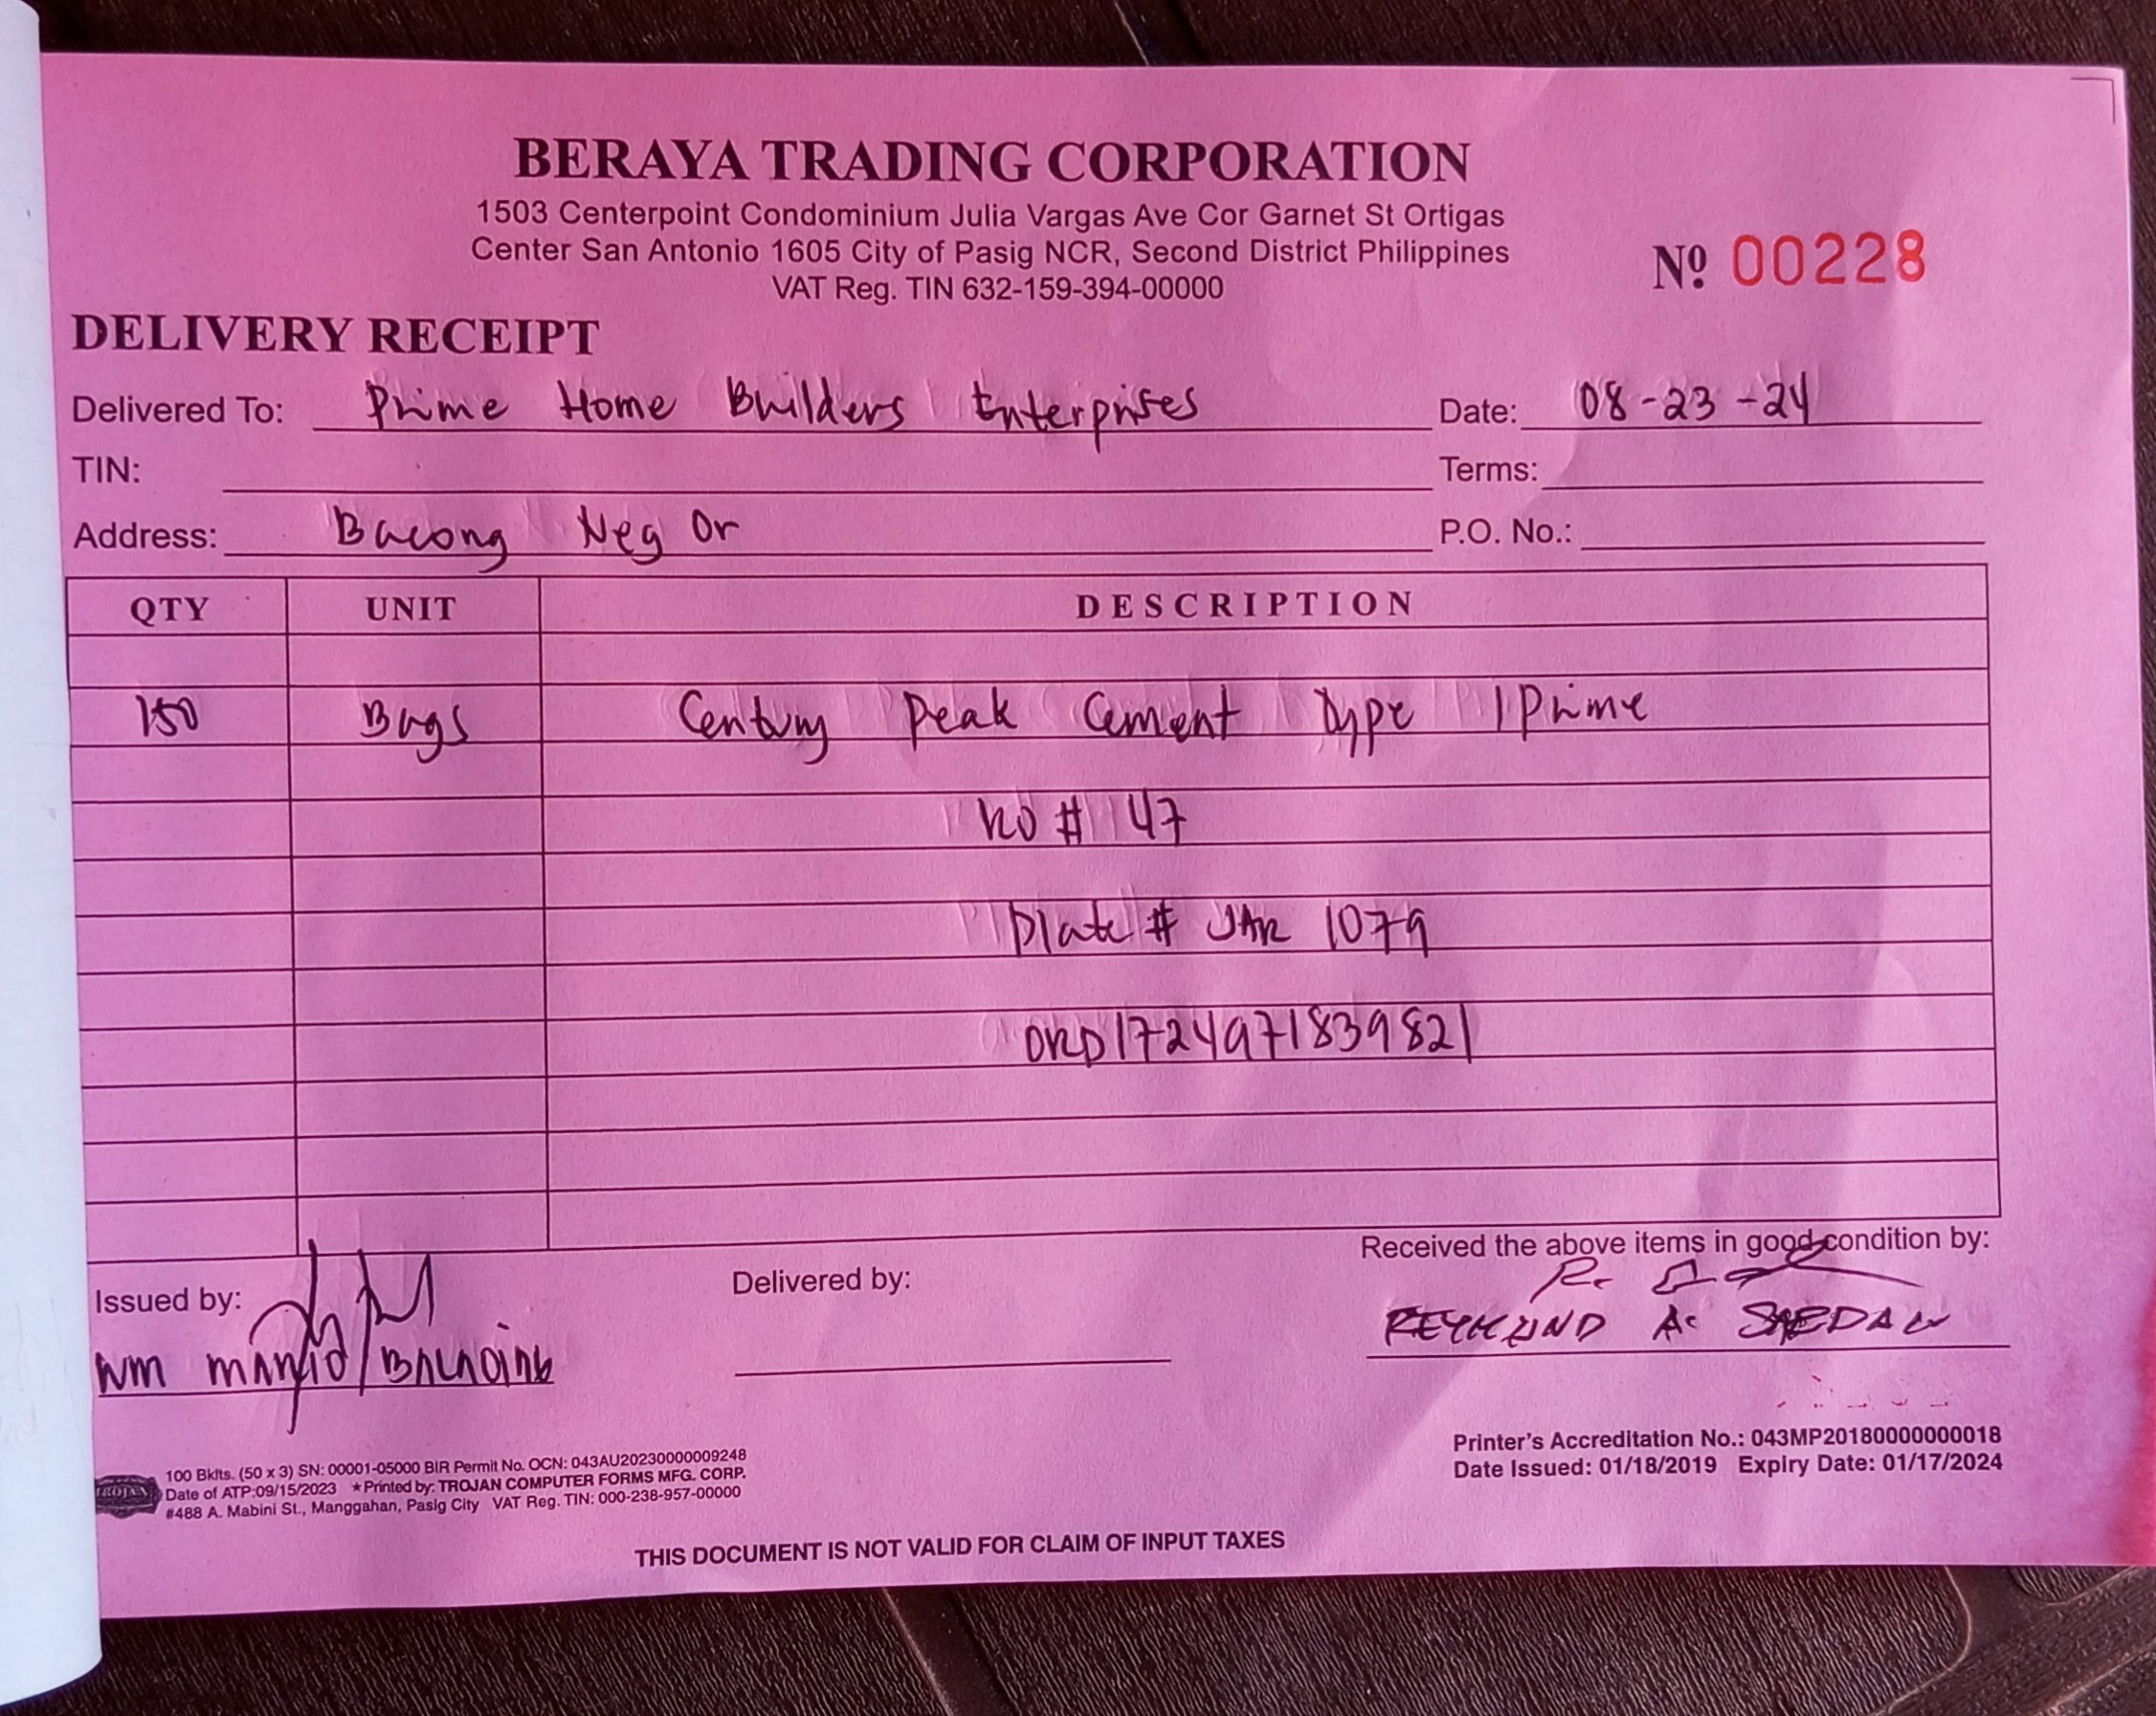 BERAYA TRADING CORPORATION
1503 Centerpoint Condominium Julia Vargas Ave Cor Garnet St Ortigas
Center San Antonio 1605 City of Pasig NCR, Second District Philippines
VAT Reg. TIN 632-159-394-00000
Nº 00228
DELIVERY RECEIPT
Delivered To: Prime Home Builders Enterprises Date: 08-23-24
TIN: Terms:
Address: Bacong Neg Or P.O. No.:
QTY UNIT DESCRIPTION
150 Bags Century Peak Cement Type 1 Prime
RO # 47
Plate # JAR 1079
ORD1724971839821
Received the above items in good condition by:
Issued by: Delivered by:
A.
100 Bklts. (50 x 3) SN: 00001-05000 BIR Permit No. OCN: 043AU20230000009248
Date of ATP:09/15/2023 ★Printed by: TROJAN COMPUTER FORMS MFG. CORP.
#488 A. Mabini St., Manggahan, Pasig City VAT Reg. TIN: 000-238-957-00000
TROJAN
Printer's Accreditation No.: 043MP20180000000018
Date Issued: 01/18/2019 Expiry Date: 01/17/2024
THIS DOCUMENT IS NOT VALID FOR CLAIM OF INPUT TAXES